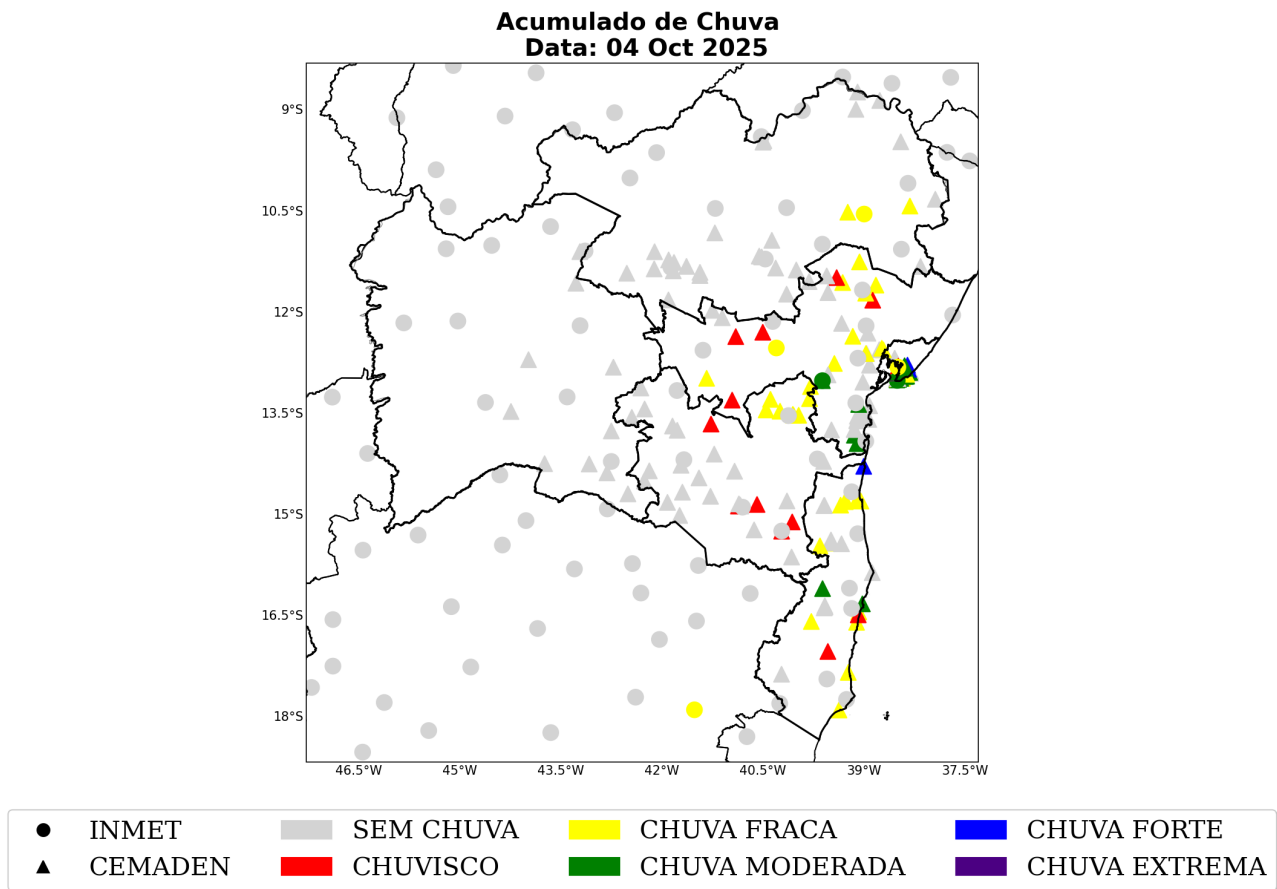 Acumulado de Chuva
Data: 04 Oct 2025
9°S
10.5°S
12°S
13.5°S
15°S
16.5°S
18°S
46.5°W 45°W 43.5°W 42°W 40.5°W 39°W 37.5°W
INMET SEM CHUVA CHUVA FRACA CHUVA FORTE
CEMADEN CHUVISCO CHUVA MODERADA CHUVA EXTREMA